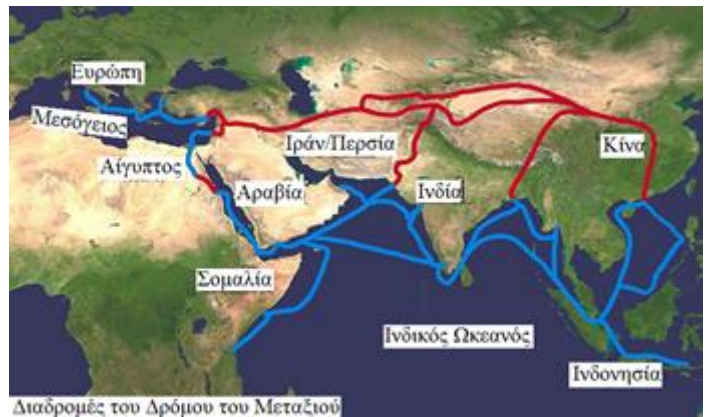 Ευρώπη
Μεσόγειος
Ιράν/Περσία
Κίνα
Αίγυπτος
Αραβία
Ινδία
Σομαλία
Ινδικός Ωκεανός
Ινδονησία
Διαδρομές του Δρόμου του Μεταξιού